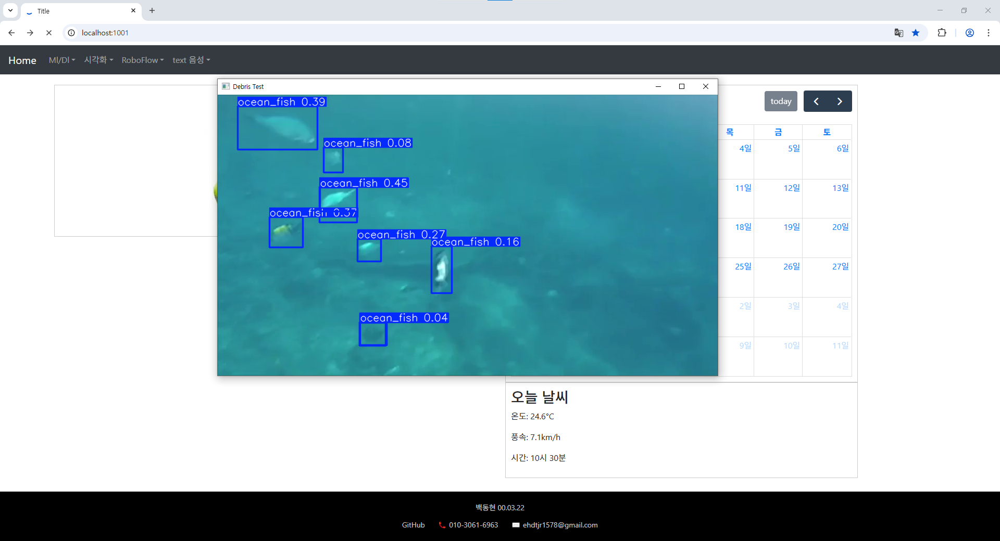 Title
localhost:1001
Home Ml/Dl 시각화 RoboFlow text 음성
Debris Test
ocean_fish 0.39
ocean_fish 0.08
ocean_fish 0.45
ocean_fish 0.37
ocean_fish 0.27
ocean_fish 0.16
ocean_fish 0.04
today
목 금 토
4일 5일 6일
11일 12일 13일
18일 19일 20일
25일 26일 27일
2일 3일 4일
9일 10일 11일
오늘 날씨
온도: 24.6°C
풍속: 7.1km/h
시간: 10시 30분
백동현 00.03.22
GitHub 📞 010-3061-6963 ✉️ ehdtjr1578@gmail.com